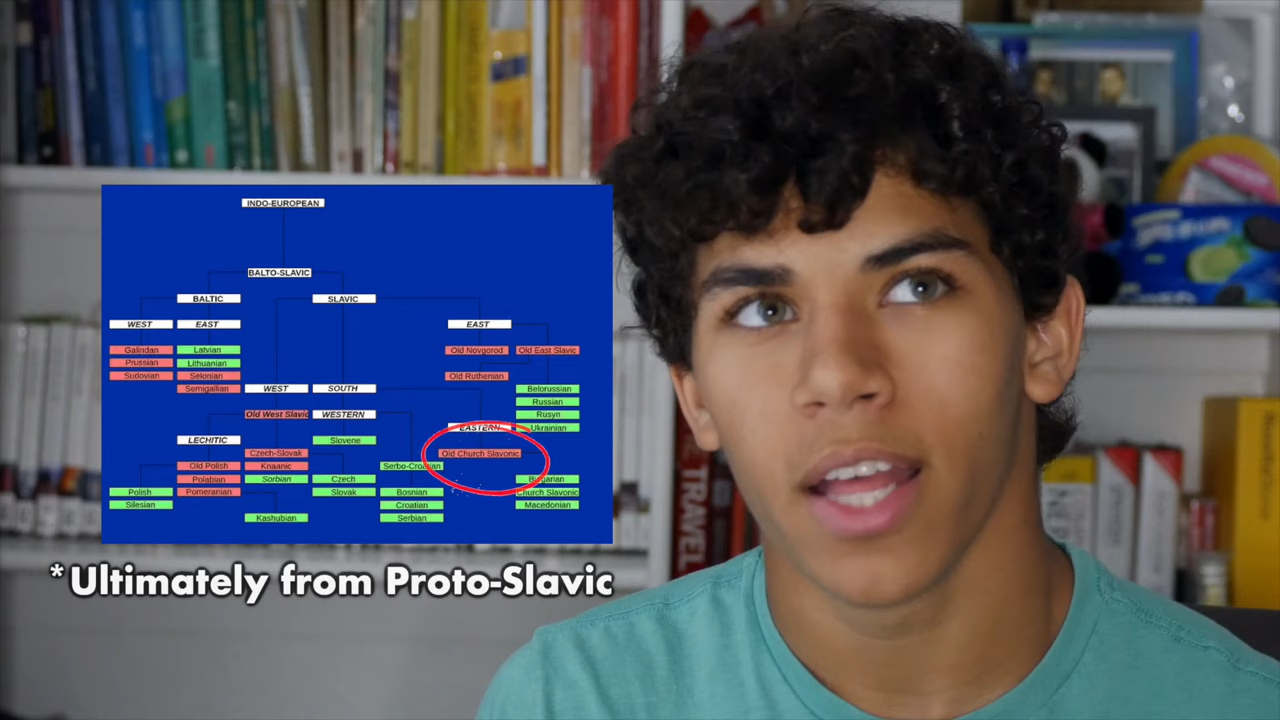 INDO-EUROPEAN
BALTO-SLAVIC
BALTIC
SLAVIC
WEST
EAST
EAST
Galindan
Latvian
Old Novgorod
Old East Slavic
Prussian
Lithuanian
Sudovian
Selonian
Old Ruthenian
Semigallian
WEST
SOUTH
Belorussian
Russian
Old West Slavic
WESTERN
Rusyn
EASTERN
Ukrainian
LECHITIC
Slovene
Czech-Slovak
Old Church Slavonic
Old Polish
Knaanic
Serbo-Croatian
Polabian
Sorbian
Czech
Bulgarian
Polish
Pomeranian
Slovak
Bosnian
Church Slavonic
Silesian
Croatian
Macedonian
Kashubian
Serbian
*Ultimately from Proto-Slavic
TRAVEL